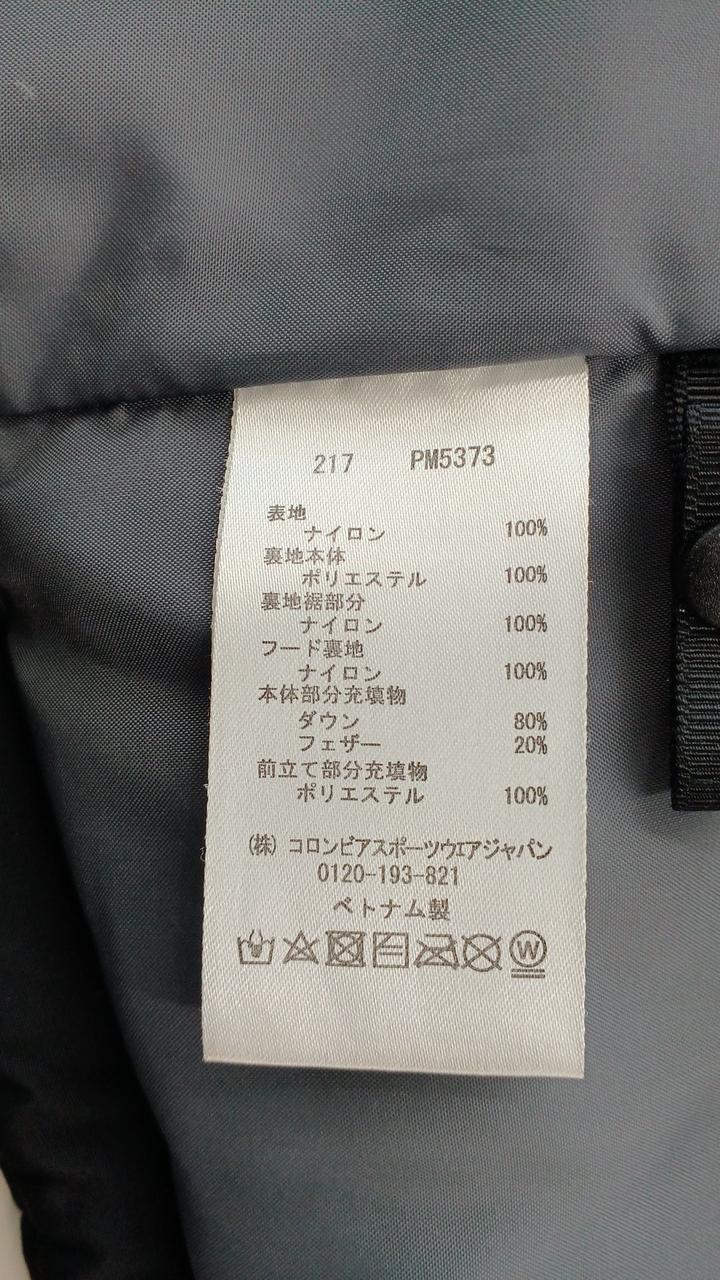 217 PM5373
表地
ナイロン 100%
裏地本体
ポリエステル 100%
裏地裾部分
ナイロン 100%
フード裏地
ナイロン 100%
本体部分充填物
ダウン 80%
フェザー 20%
前立て部分充填物
ポリエステル 100%
(株) コロンビアスポーツウェアジャパン
0120-193-821
ベトナム製
W